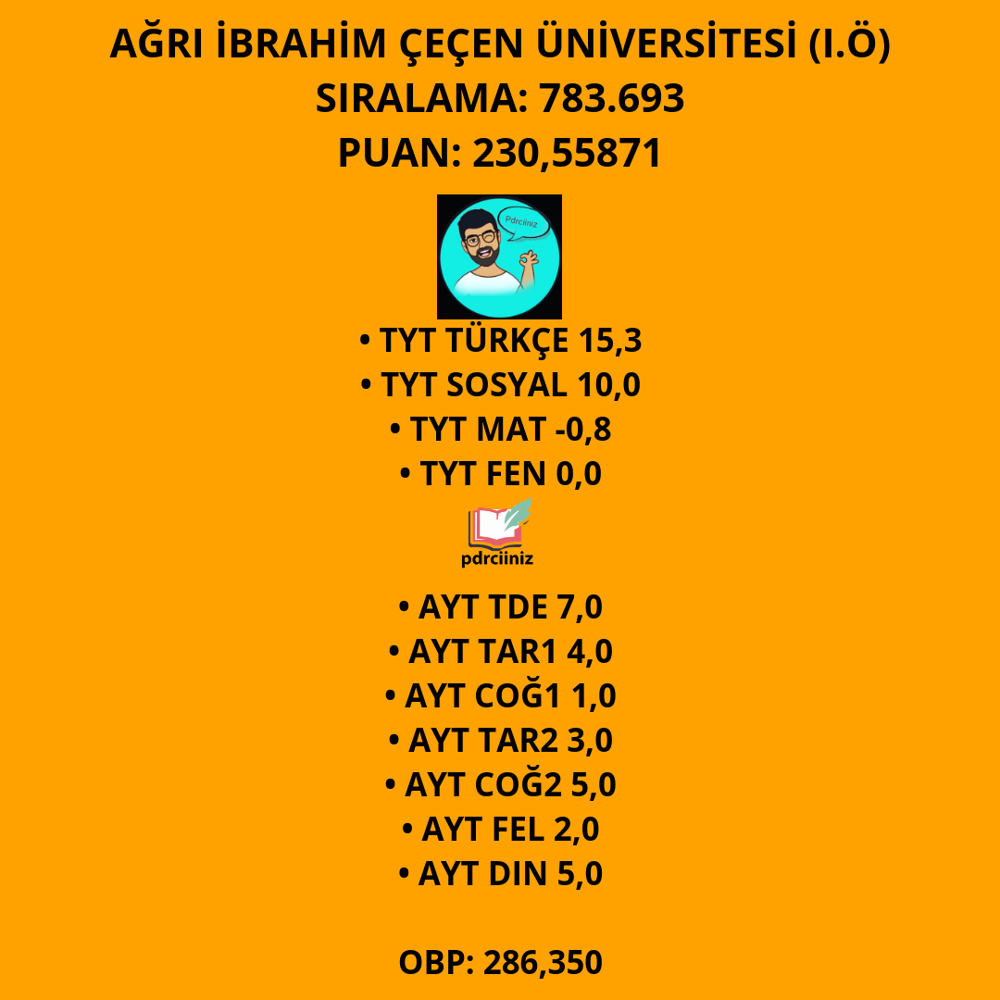 AĞRI İBRAHİM ÇEÇEN ÜNİVERSİTESİ (I.Ö)
SIRALAMA: 783.693
PUAN: 230,55871
Pdrciiniz
• TYT TÜRKÇE 15,3
• TYT SOSYAL 10,0
• TYT MAT -0,8
• TYT FEN 0,0
pdrciiniz
• AYT TDE 7,0
• AYT TAR1 4,0
• AYT COĞ1 1,0
• AYT TAR2 3,0
• AYT COĞ2 5,0
• AYT FEL 2,0
• AYT DIN 5,0
OBP: 286,350